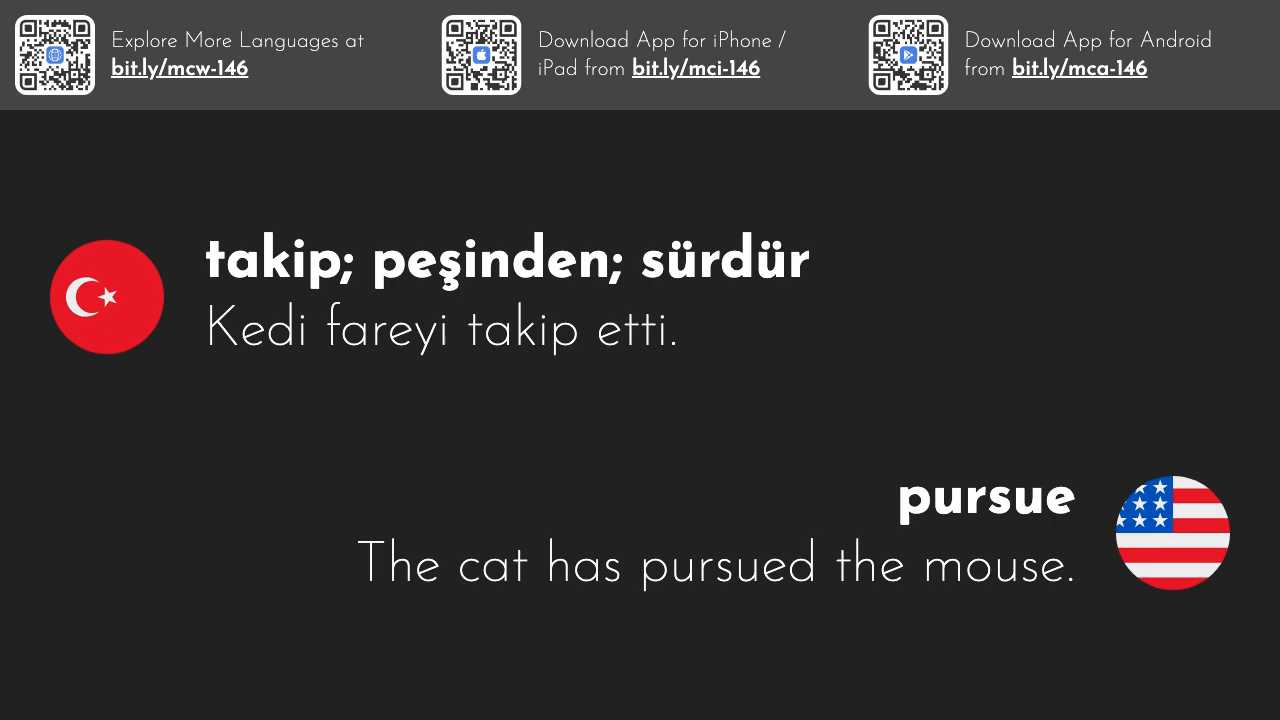 Explore More Languages at
bit.ly/mcw-146
Download App for iPhone /
iPad from bit.ly/mci-146
Download App for Android
from bit.ly/mca-146
takip; peşinden; sürdür
Kedi fareyi takip etti.
pursue
The cat has pursued the mouse.